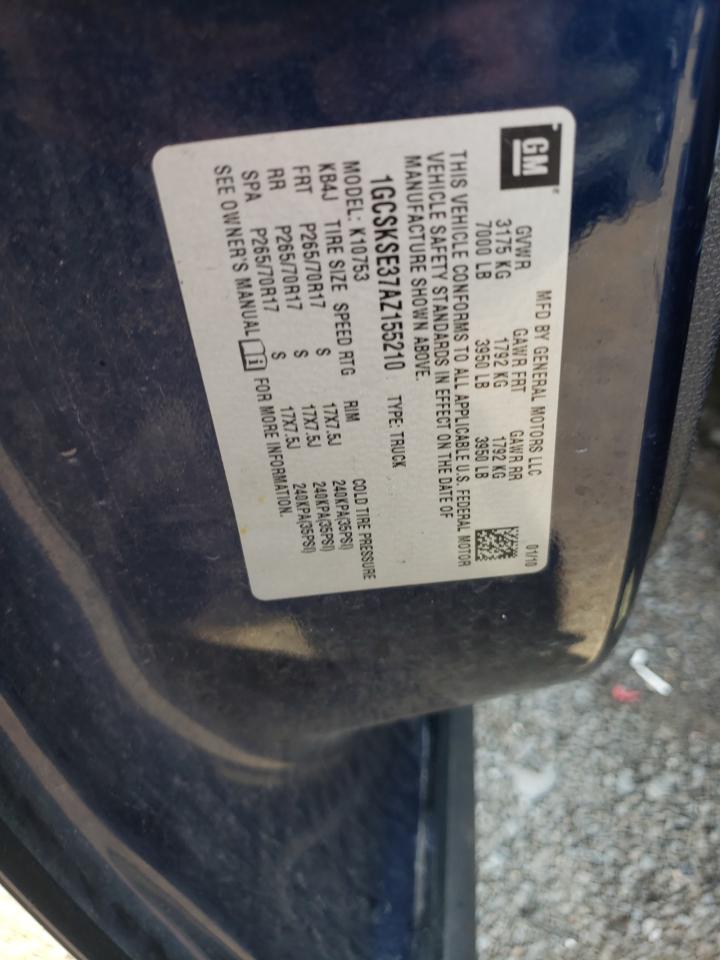 GM
MFD BY GENERAL MOTORS LLC 01/10
GVWR GAWR FRT GAWR RR
3175 KG 1792 KG 1792 KG
7000 LB 3950 LB 3950 LB
THIS VEHICLE CONFORMS TO ALL APPLICABLE U.S. FEDERAL MOTOR
VEHICLE SAFETY STANDARDS IN EFFECT ON THE DATE OF
MANUFACTURE SHOWN ABOVE.
1GCSKSE37AZ155210 TYPE: TRUCK
MODEL: K10753
KB4J TIRE SIZE SPEED RTG RIM COLD TIRE PRESSURE
FRT P265/70R17 S 17X7.5J 240KPA(35PSI)
RR P265/70R17 S 17X7.5J 240KPA(35PSI)
SPA P265/70R17 S 17X7.5J 240KPA(35PSI)
SEE OWNER'S MANUAL FOR MORE INFORMATION.